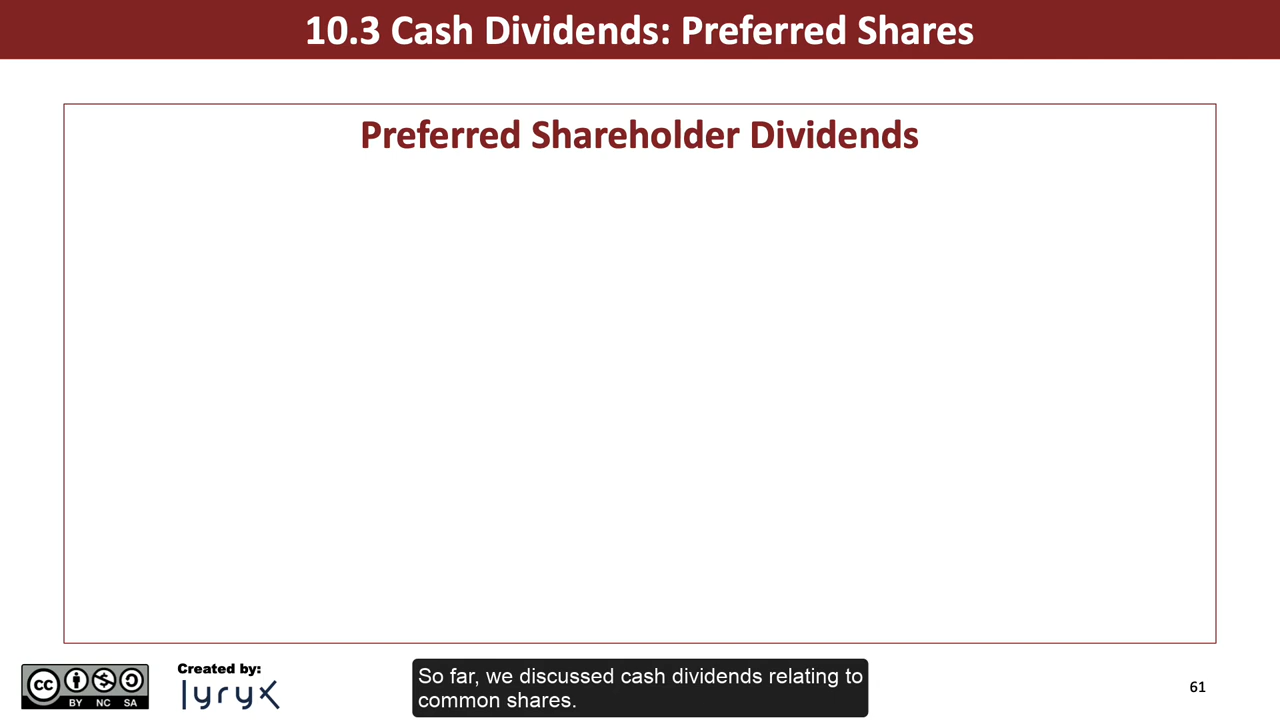 10.3 Cash Dividends: Preferred Shares
Preferred Shareholder Dividends
cc
BY NC SA
Created by:
lyryx
So far, we discussed cash dividends relating to
common shares.
61